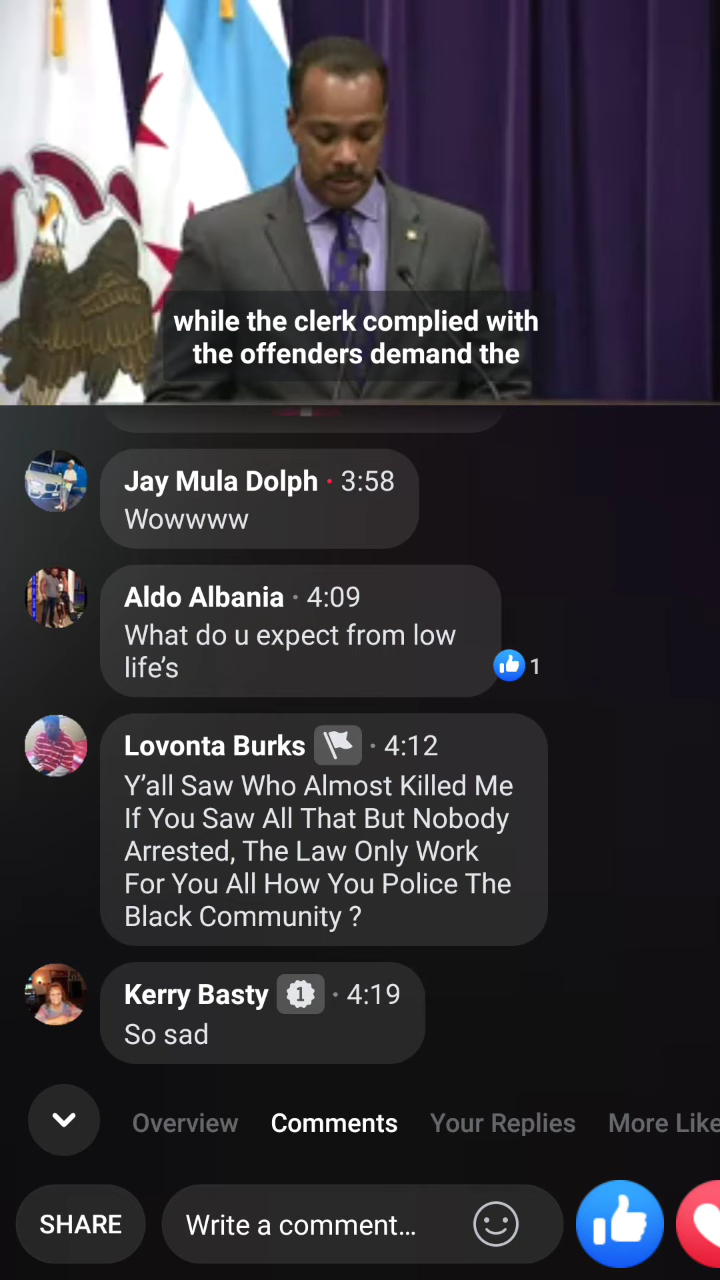 while the clerk complied with
the offenders demand the
Jay Mula Dolph • 3:58
Wowwww
Aldo Albania · 4:09
What do u expect from low
life's
1
Lovonta Burks · 4:12
Y'all Saw Who Almost Killed Me
If You Saw All That But Nobody
Arrested, The Law Only Work
For You All How You Police The
Black Community ?
Kerry Basty 1 · 4:19
So sad
Overview Comments Your Replies More Like
SHARE Write a comment...